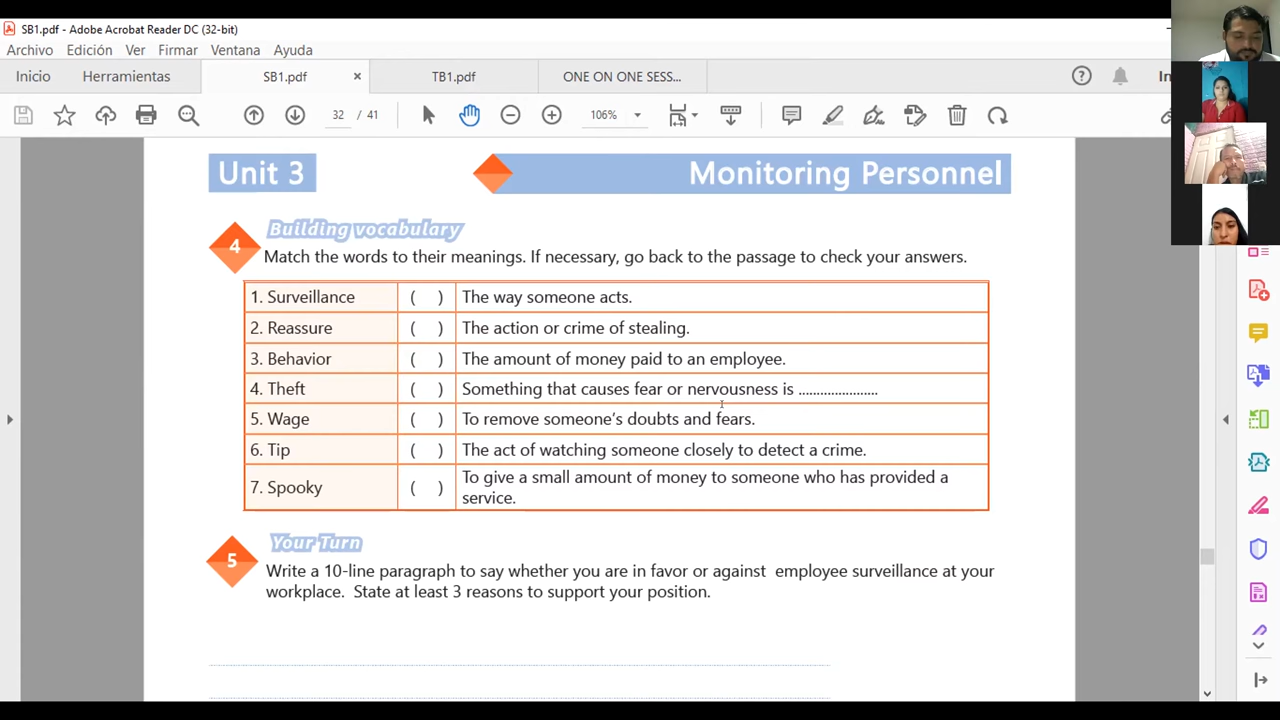 SB1.pdf - Adobe Acrobat Reader DC (32-bit)
Archivo Edición Ver Firmar Ventana Ayuda
Inicio Herramientas SB1.pdf × TB1.pdf ONE ON ONE SESS...
32 / 41 106%
Unit 3 Monitoring Personnel
4 Building vocabulary
Match the words to their meanings. If necessary, go back to the passage to check your answers.
1. Surveillance ( ) The way someone acts.
2. Reassure ( ) The action or crime of stealing.
3. Behavior ( ) The amount of money paid to an employee.
4. Theft ( ) Something that causes fear or nervousness is ......................
5. Wage ( ) To remove someone's doubts and fears.
6. Tip ( ) The act of watching someone closely to detect a crime.
7. Spooky ( ) To give a small amount of money to someone who has provided a
service.
5 Your Turn
Write a 10-line paragraph to say whether you are in favor or against employee surveillance at your
workplace. State at least 3 reasons to support your position.